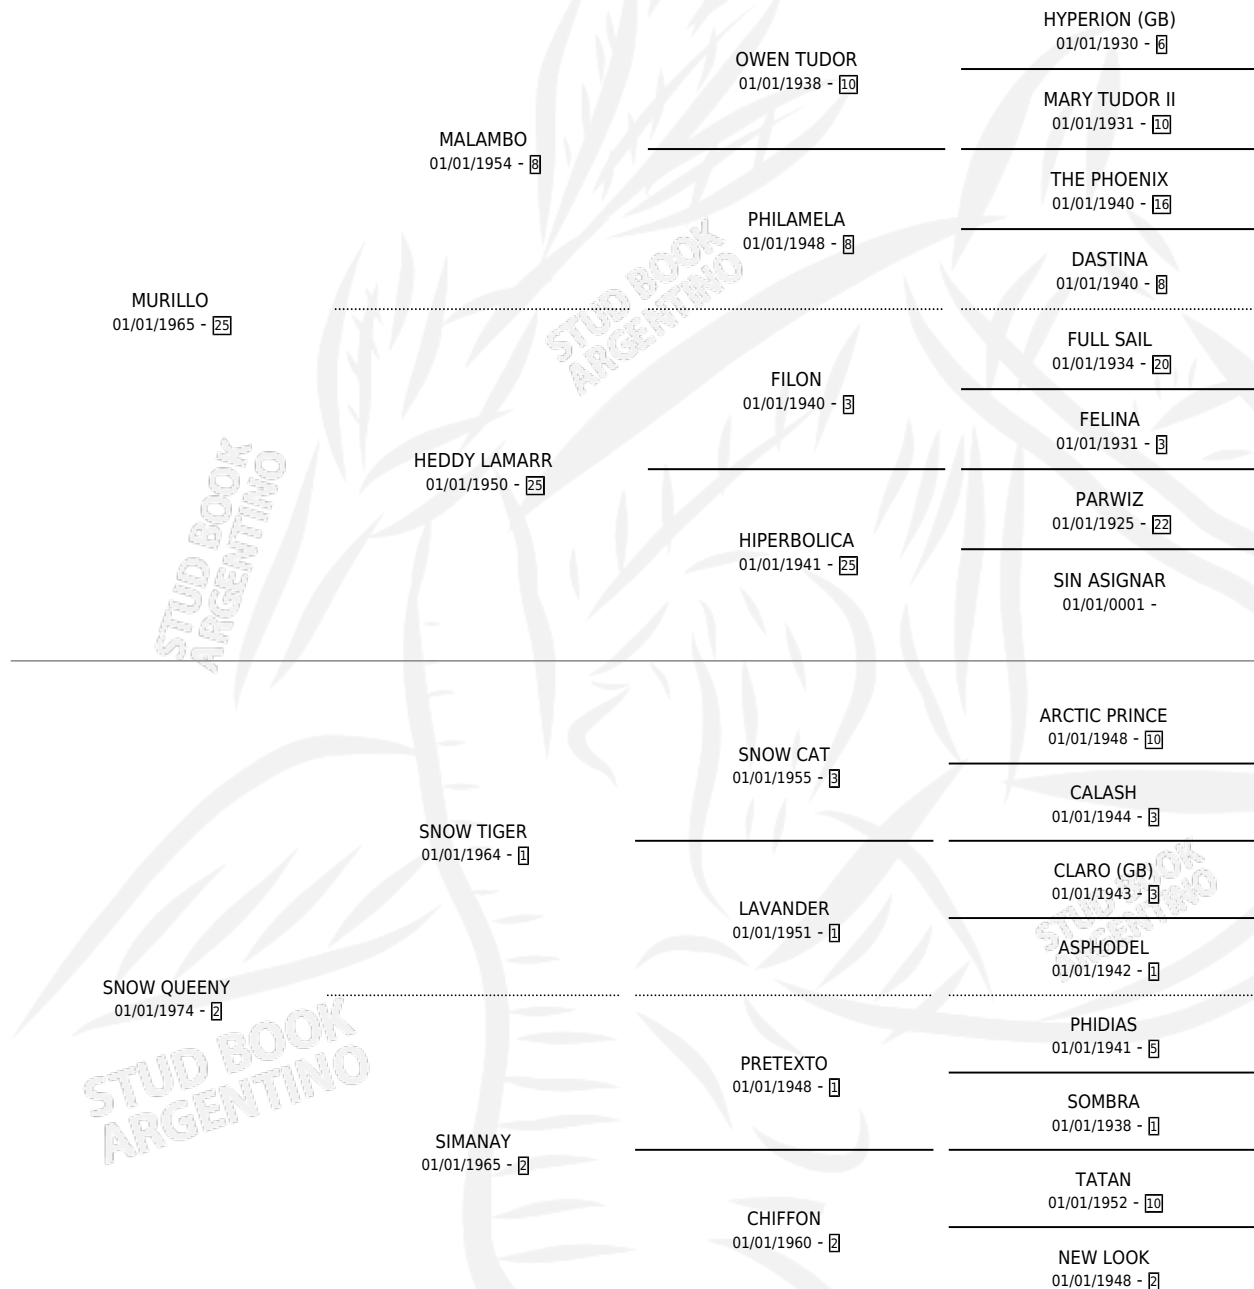 HYPERION (GB)
01/01/1930 - 6
OWEN TUDOR
01/01/1938 - 10
MARY TUDOR II
01/01/1931 - 10
MALAMBO
01/01/1954 - 8
THE PHOENIX
01/01/1940 - 16
PHILAMELA
01/01/1948 - 8
DASTINA
01/01/1940 - 8
MURILLO
01/01/1965 - 25
STUD BOOK
ARGENTINO
FULL SAIL
01/01/1934 - 20
FILON
01/01/1940 - 3
FELINA
01/01/1931 - 3
HEDDY LAMARR
01/01/1950 - 25
PARWIZ
01/01/1925 - 22
HIPERBOLICA
01/01/1941 - 25
SIN ASIGNAR
01/01/0001 -
STUD BOOK
ARGENTINO
ARCTIC PRINCE
01/01/1948 - 10
SNOW CAT
01/01/1955 - 3
CALASH
01/01/1944 - 3
SNOW TIGER
01/01/1964 - 1
CLARO (GB)
01/01/1943 - 3
LAVANDER
01/01/1951 - 1
STUD BOOK
ARGENTINO
ASPHODEL
01/01/1942 - 1
SNOW QUEENY
01/01/1974 - 2
PHIDIAS
01/01/1941 - 5
STUD BOOK
ARGENTINO
PRETEXTO
01/01/1948 - 1
SOMBRA
01/01/1938 - 1
SIMANAY
01/01/1965 - 2
TATAN
01/01/1952 - 10
CHIFFON
01/01/1960 - 2
NEW LOOK
01/01/1948 - 2